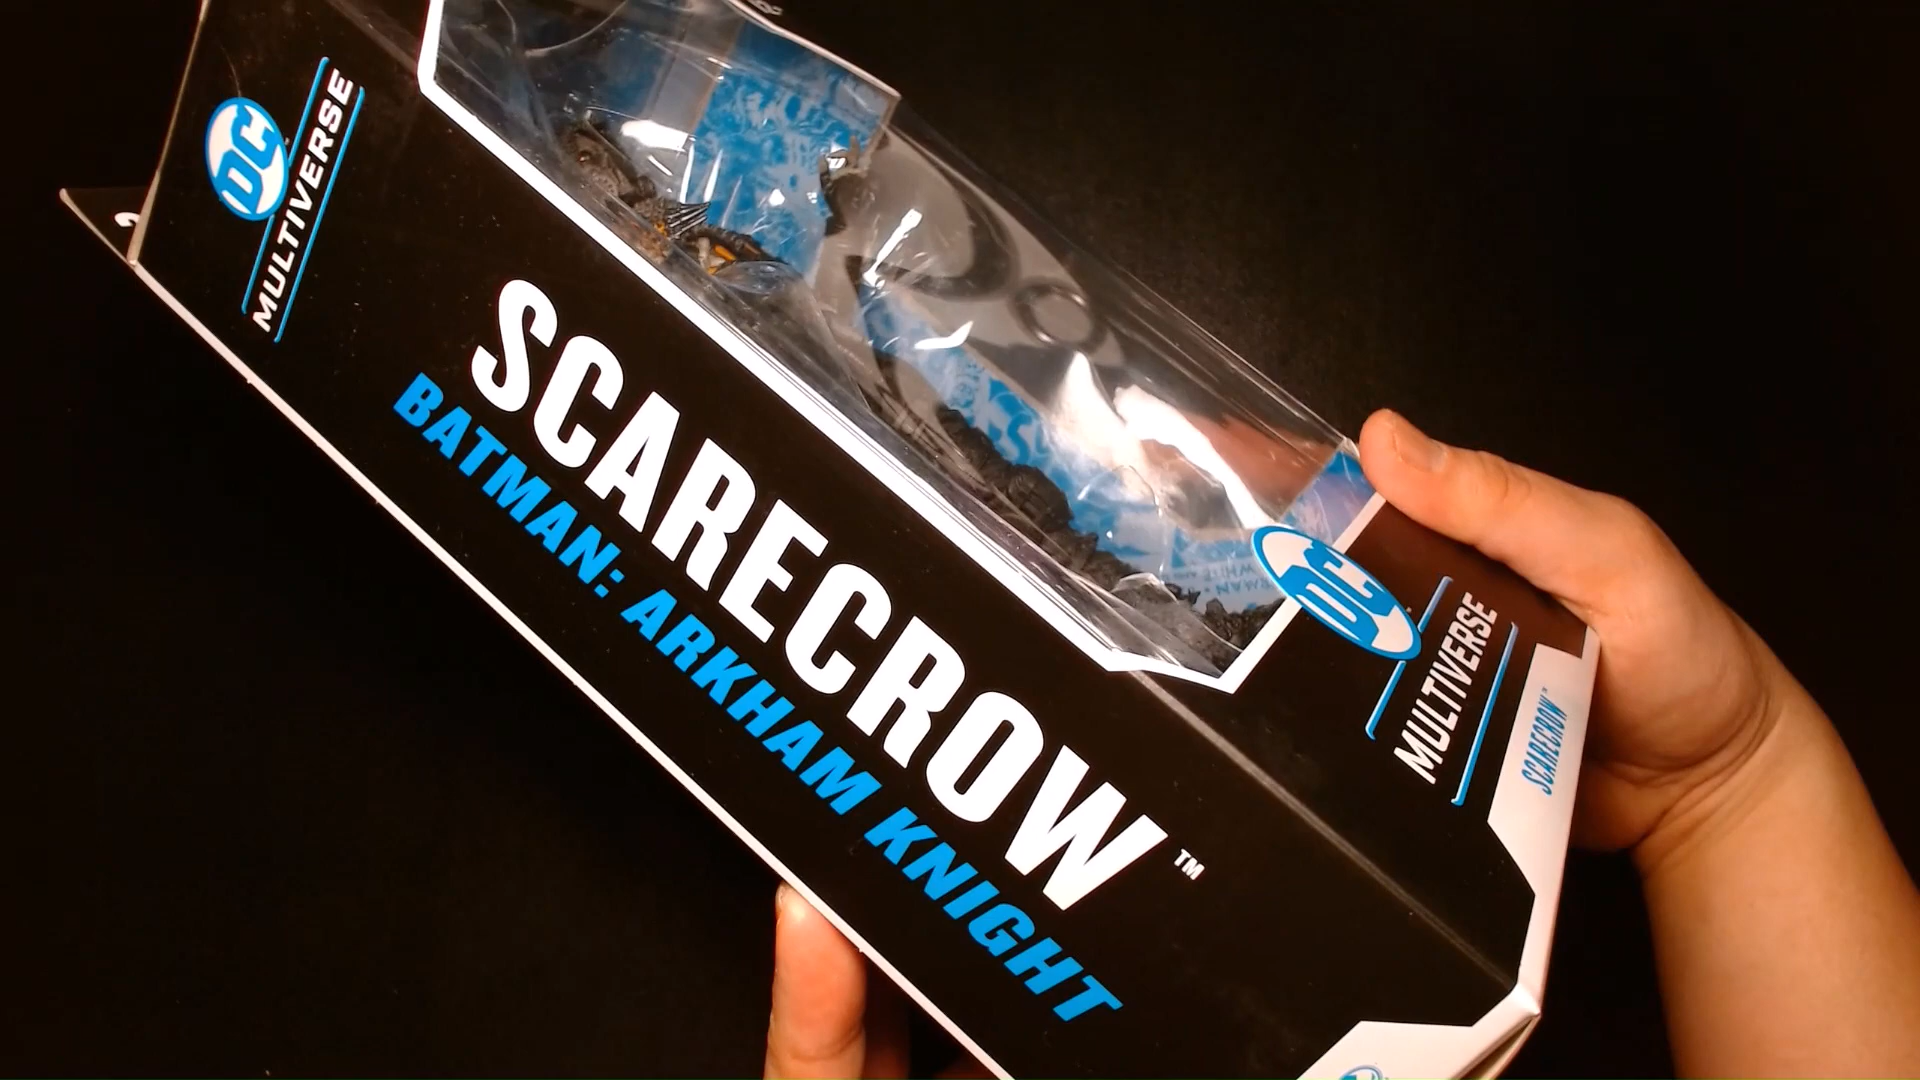 DC
MULTIVERSE
SCARECROW™
BATMAN: ARKHAM KNIGHT
DC
MULTIVERSE
SCARECROW™